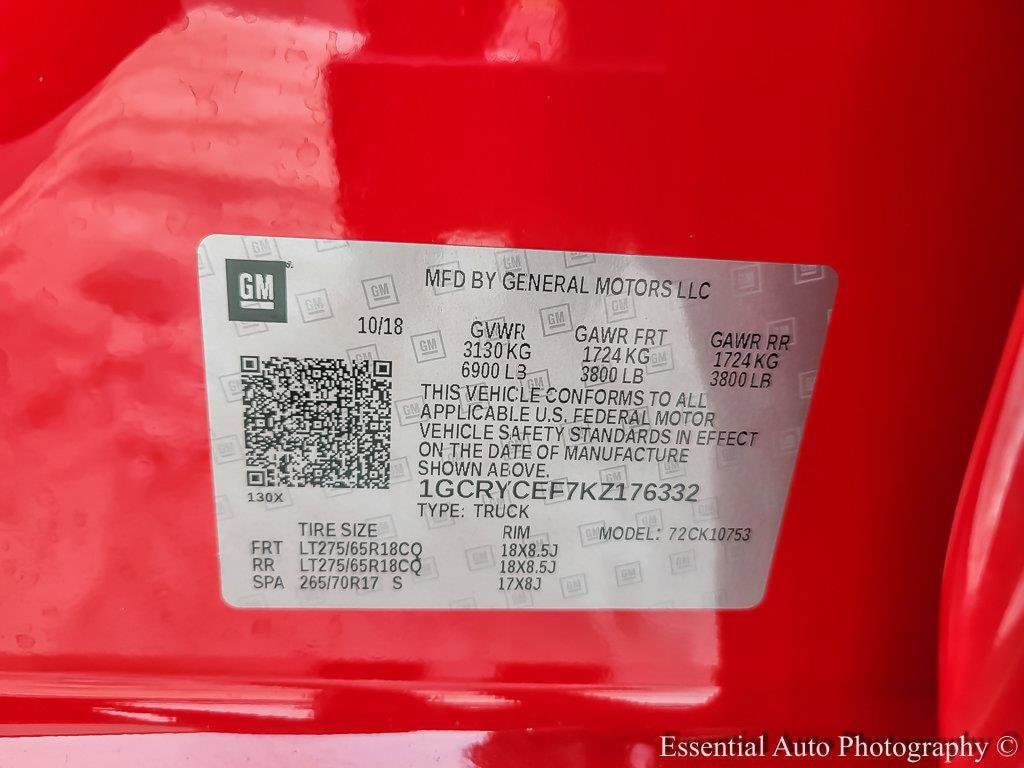 GM
MFD BY GENERAL MOTORS LLC
10/18
GVWR GAWR FRT GAWR RR
3130 KG 1724 KG 1724 KG
6900 LB 3800 LB 3800 LB
THIS VEHICLE CONFORMS TO ALL
APPLICABLE U.S. FEDERAL MOTOR
VEHICLE SAFETY STANDARDS IN EFFECT
ON THE DATE OF MANUFACTURE
SHOWN ABOVE.
130X
1GCRYCEF7KZ176332
TYPE: TRUCK
TIRE SIZE RIM MODEL: 72CK10753
FRT LT275/65R18CQ 18X8.5J
RR LT275/65R18CQ 18X8.5J
SPA 265/70R17 S 17X8J
Essential Auto Photography ©